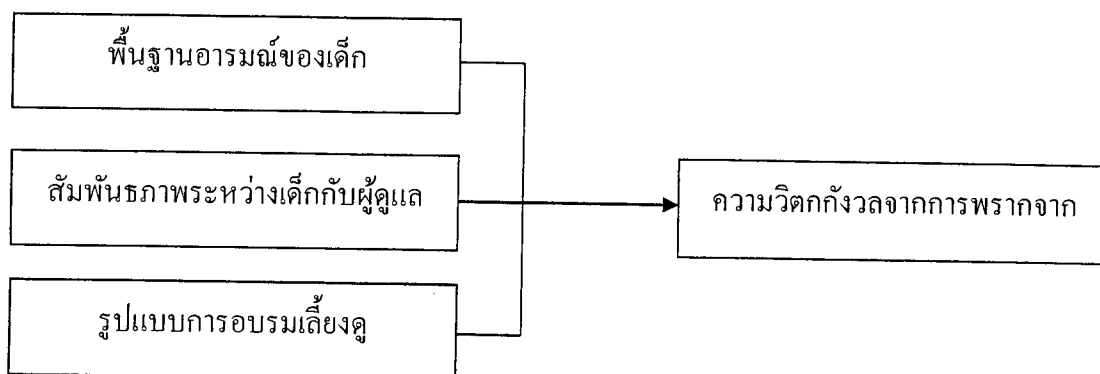 พื้นฐานอารมณ์ของเด็ก
สัมพันธภาพระหว่างเด็กกับผู้ดูแล
ความวิตกกังวลจากการพรากจาก
รูปแบบการอบรมเลี้ยงดู